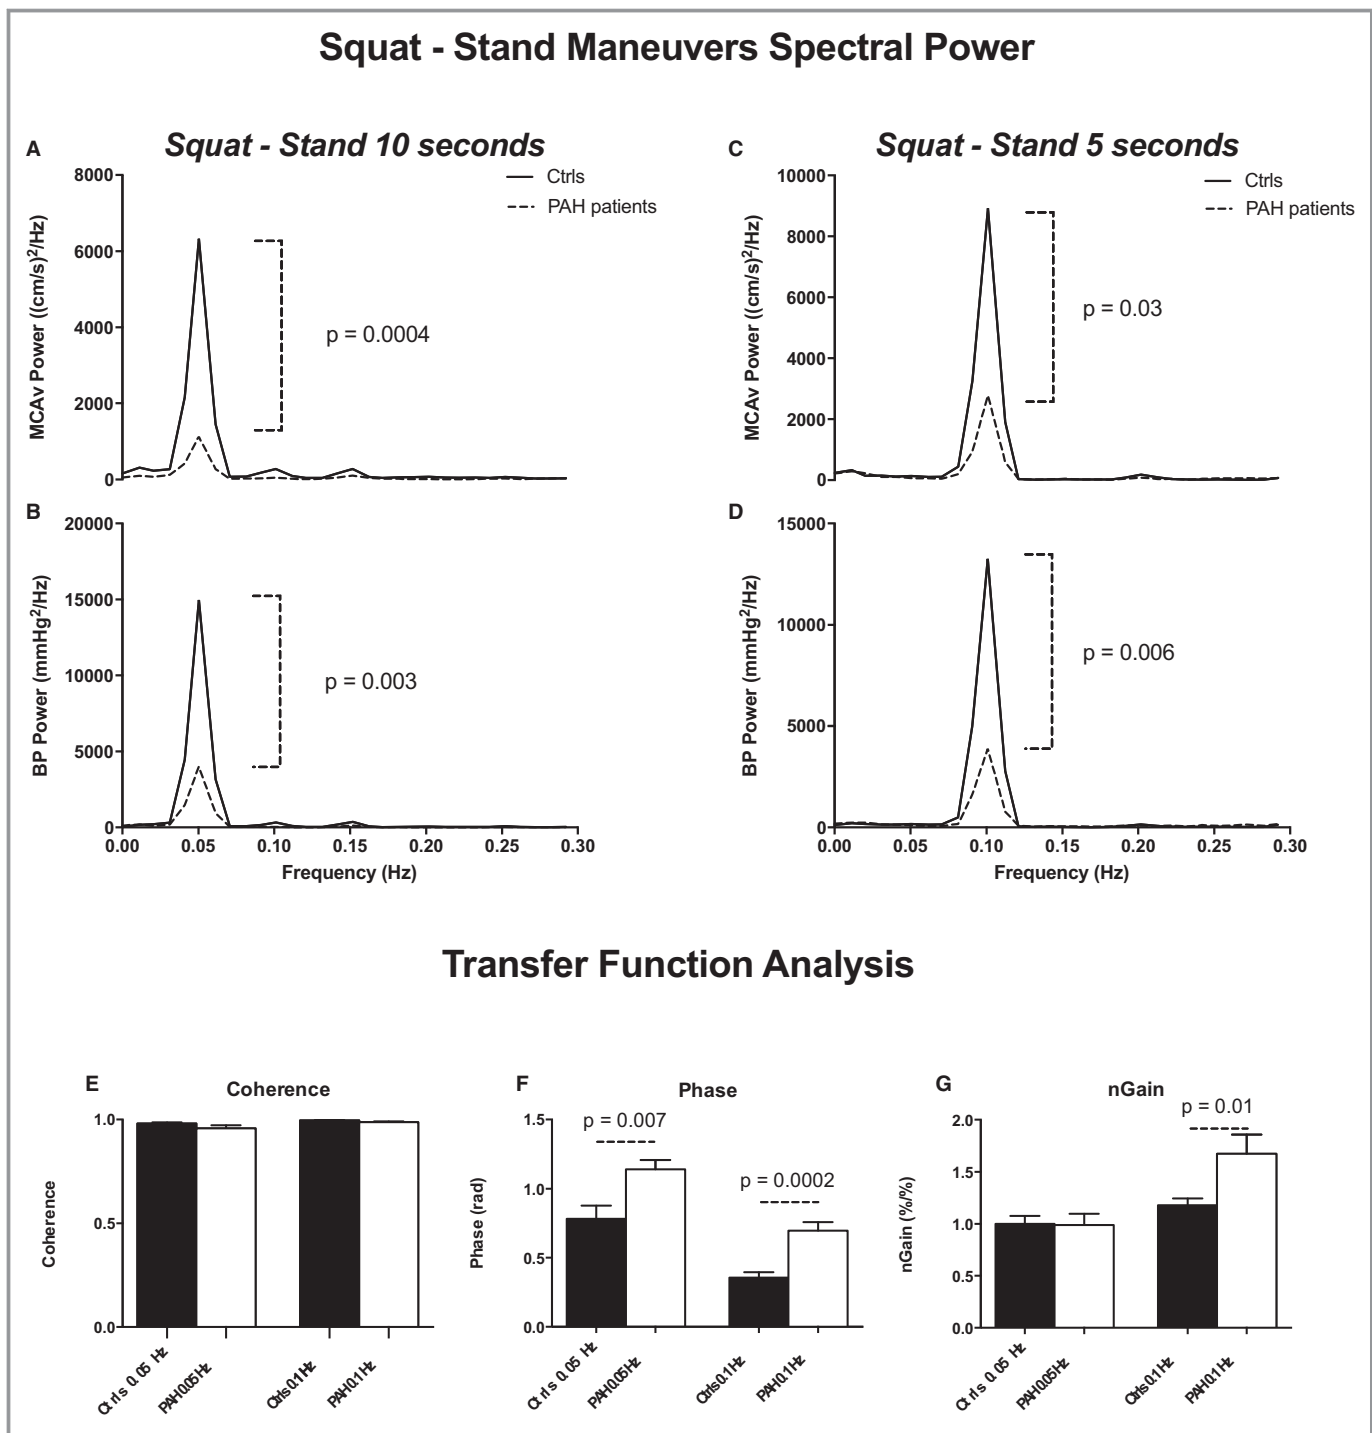 Squat - Stand Maneuvers Spectral Power
A
Squat - Stand 10 seconds
8000
6000
4000
2000
0
MCAv Power ((cm/s)²/Hz)
Ctrls
PAH patients
p = 0.0004
B
20000
15000
10000
5000
0
BP Power (mmHg²/Hz)
p = 0.003
0.00 0.05 0.10 0.15 0.20 0.25 0.30
Frequency (Hz)
C
Squat - Stand 5 seconds
10000
8000
6000
4000
2000
0
MCAv Power ((cm/s)²/Hz)
Ctrls
PAH patients
p = 0.03
D
15000
10000
5000
0
BP Power (mmHg²/Hz)
p = 0.006
0.00 0.05 0.10 0.15 0.20 0.25 0.30
Frequency (Hz)
Transfer Function Analysis
E
Coherence
1.0
0.5
0.0
Coherence
Ctrls 0.05 Hz
PAH0.05Hz
Ctrls0.1Hz
PAH0.1Hz
F
Phase
1.5
1.0
0.5
0.0
Phase (rad)
p = 0.007
p = 0.0002
Ctrls 0.05 Hz
PAH0.05Hz
Ctrls0.1Hz
PAH0.1Hz
G
nGain
2.0
1.5
1.0
0.5
0.0
nGain (%/%)
p = 0.01
Ctrls 0.05 Hz
PAH0.05Hz
Ctrls0.1Hz
PAH0.1Hz